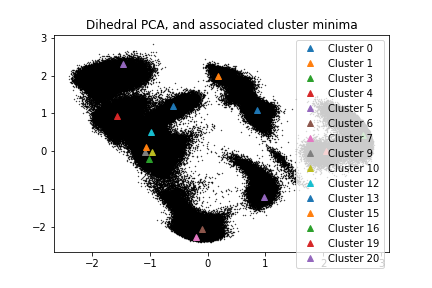 Dihedral PCA, and associated cluster minima
3
2
1
0
−1
−2
−2
−1
0
1
2
3
Cluster 0
Cluster 1
Cluster 3
Cluster 4
Cluster 5
Cluster 6
Cluster 7
Cluster 9
Cluster 10
Cluster 12
Cluster 13
Cluster 15
Cluster 16
Cluster 19
Cluster 20